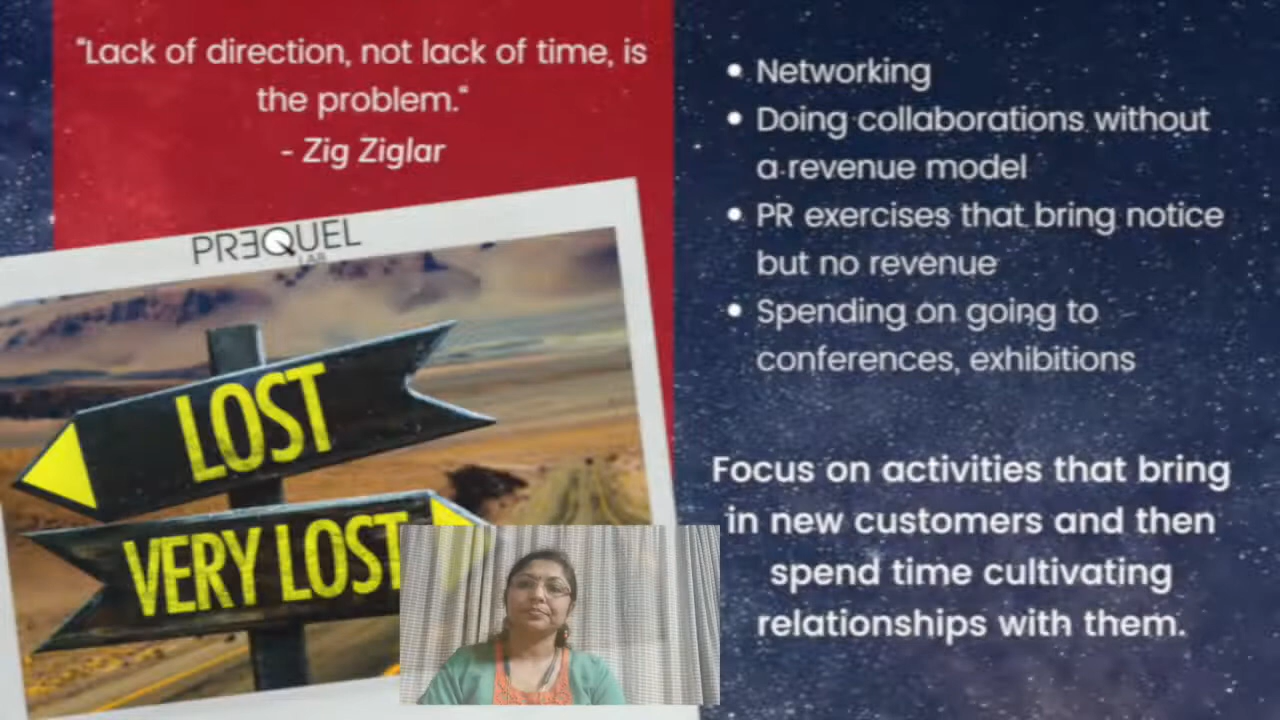 "Lack of direction, not lack of time, is
the problem."
- Zig Ziglar
PREQUEL
LAB
LOST
VERY LOST
• Networking
• Doing collaborations without
a revenue model
• PR exercises that bring notice
but no revenue
• Spending on going to
conferences, exhibitions
Focus on activities that bring
in new customers and then
spend time cultivating
relationships with them.